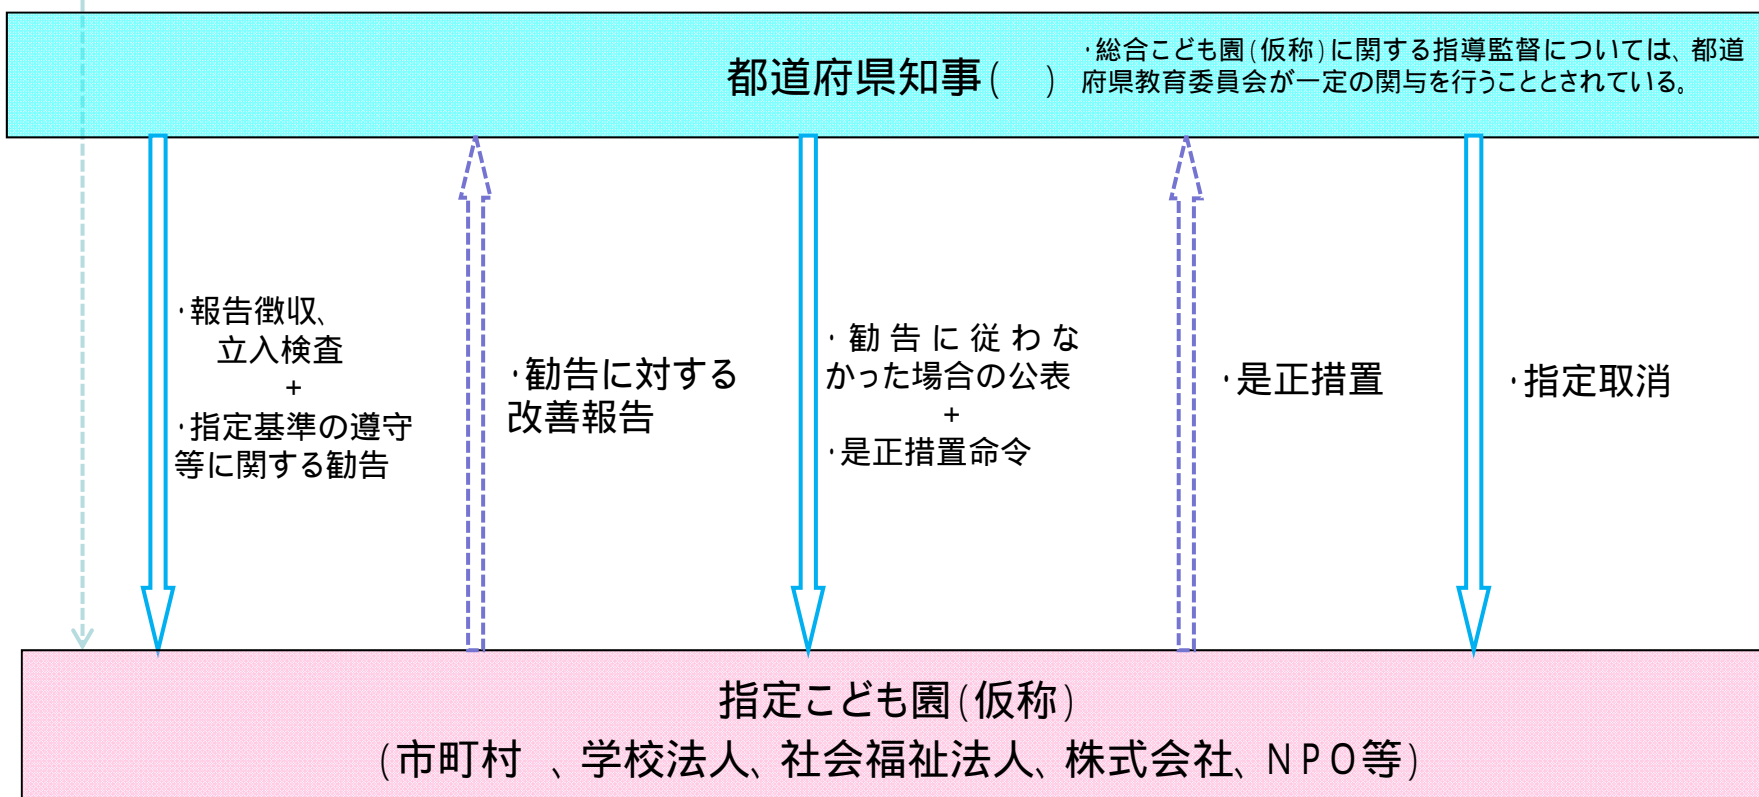 都道府県知事(　)
・総合こども園(仮称)に関する指導監督については、都道
府県教育委員会が一定の関与を行うこととされている。
・報告徴収、
立入検査
+
・指定基準の遵守
等に関する勧告
・勧告に対する
改善報告
・勧告に従わな
かった場合の公表
+
・是正措置命令
・是正措置
・指定取消
指定こども園(仮称)
(市町村　、学校法人、社会福祉法人、株式会社、NPO等)